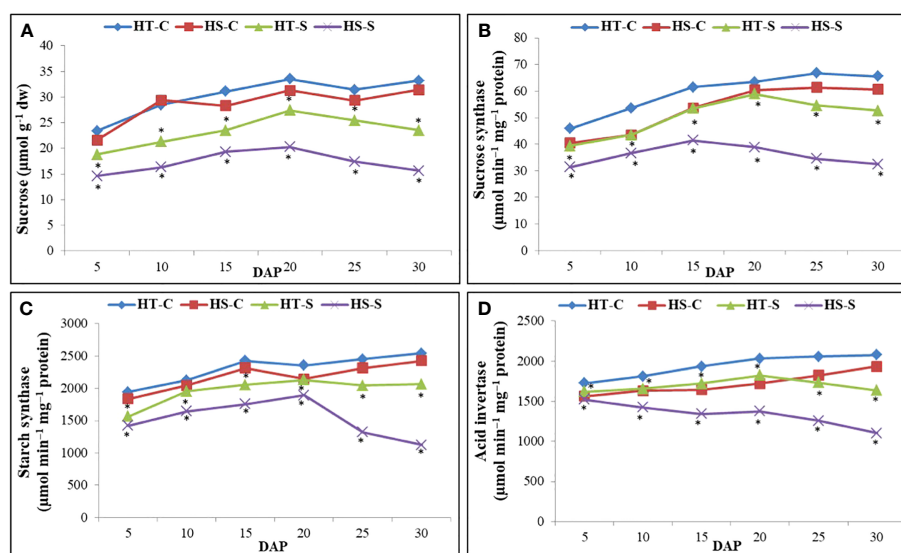 A
HT-C HS-C HT-S HS-S
Sucrose (µmol g⁻¹ dw)
40
35
30
25
20
15
10
5
0
5 10 15 20 25 30
DAP
B
HT-C HS-C HT-S HS-S
Sucrose synthase
(µmol min⁻¹ mg⁻¹ protein)
80
70
60
50
40
30
20
10
0
5 10 15 20 25 30
DAP
C
HT-C HS-C HT-S HS-S
Starch synthase
(µmol min⁻¹ mg⁻¹ protein)
3000
2500
2000
1500
1000
500
0
5 10 15 20 25 30
DAP
D
HT-C HS-C HT-S HS-S
Acid invertase
(µmol min⁻¹ mg⁻¹ protein)
2500
2000
1500
1000
500
0
5 10 15 20 25 30
DAP